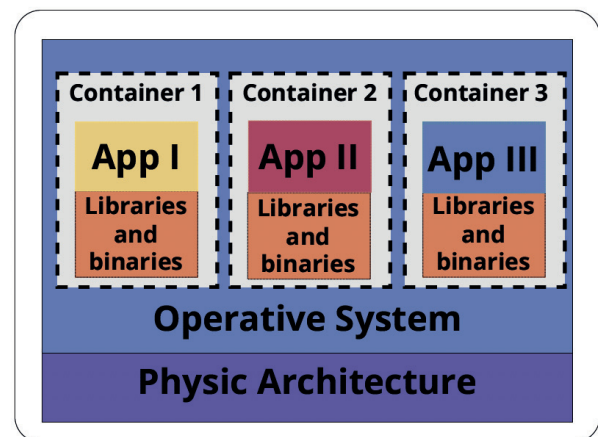 Container 1
App I
Libraries
and
binaries
Container 2
App II
Libraries
and
binaries
Container 3
App III
Libraries
and
binaries
Operative System
Physic Architecture